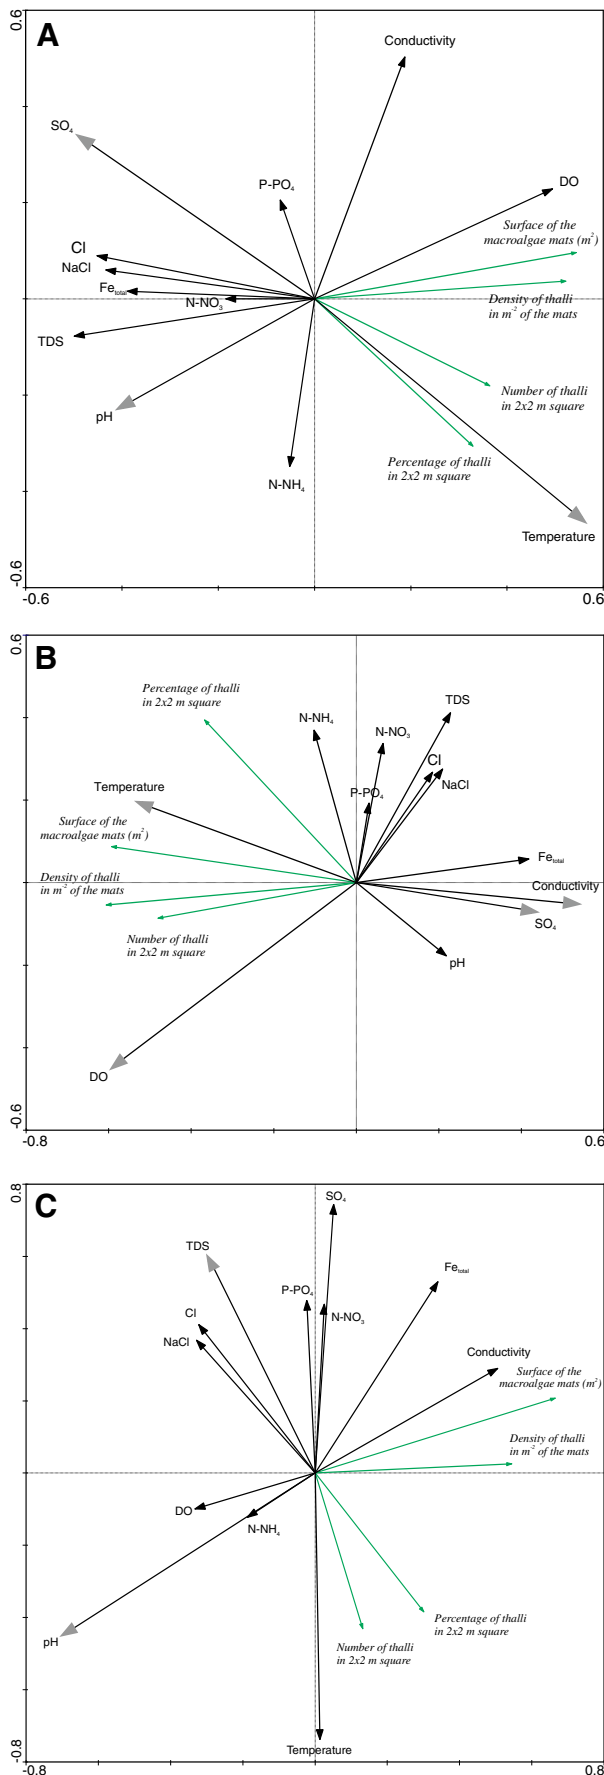 A
0.6
Conductivity
SO₄
P-PO₄
DO
Surface of the
macroalgae mats (m²)
Cl
NaCl
Fe total
N-NO₃
Density of thalli
in m⁻² of the mats
TDS
pH
Number of thalli
in 2x2 m square
Percentage of thalli
in 2x2 m square
N-NH₄
Temperature
-0.6
-0.6
0.6
B
0.6
Percentage of thalli
in 2x2 m square
N-NH₄
N-NO₃
TDS
Cl
NaCl
Temperature
P-PO₄
Surface of the
macroalgae mats (m²)
Fe total
Density of thalli
in m⁻² of the mats
Conductivity
SO₄
Number of thalli
in 2x2 m square
pH
DO
-0.6
-0.8
0.6
C
0.8
SO₄
TDS
Fe total
P-PO₄
N-NO₃
Cl
NaCl
Conductivity
Surface of the
macroalgae mats (m²)
Density of thalli
in m⁻² of the mats
DO
N-NH₄
Percentage of thalli
in 2x2 m square
pH
Number of thalli
in 2x2 m square
Temperature
-0.8
-0.8
0.8